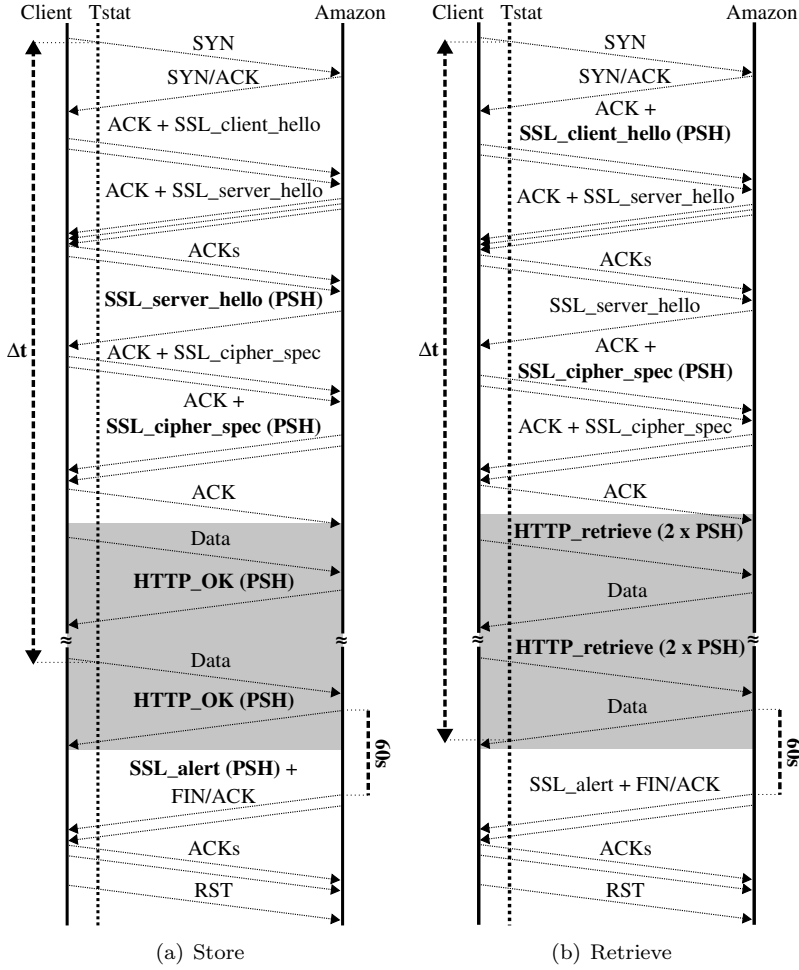 Client Tstat Amazon
SYN
SYN/ACK
ACK + SSL_client_hello
ACK + SSL_server_hello
ACKs
SSL_server_hello (PSH)
Δt
ACK + SSL_cipher_spec
ACK +
SSL_cipher_spec (PSH)
ACK
Data
HTTP_OK (PSH)
≈ ≈
Data
HTTP_OK (PSH)
60s
SSL_alert (PSH) +
FIN/ACK
ACKs
RST
(a) Store
Client Tstat Amazon
SYN
SYN/ACK
ACK +
SSL_client_hello (PSH)
ACK + SSL_server_hello
ACKs
SSL_server_hello
Δt
ACK +
SSL_cipher_spec (PSH)
ACK + SSL_cipher_spec
ACK
HTTP_retrieve (2 x PSH)
Data
≈ ≈
HTTP_retrieve (2 x PSH)
Data
60s
SSL_alert + FIN/ACK
ACKs
RST
(b) Retrieve